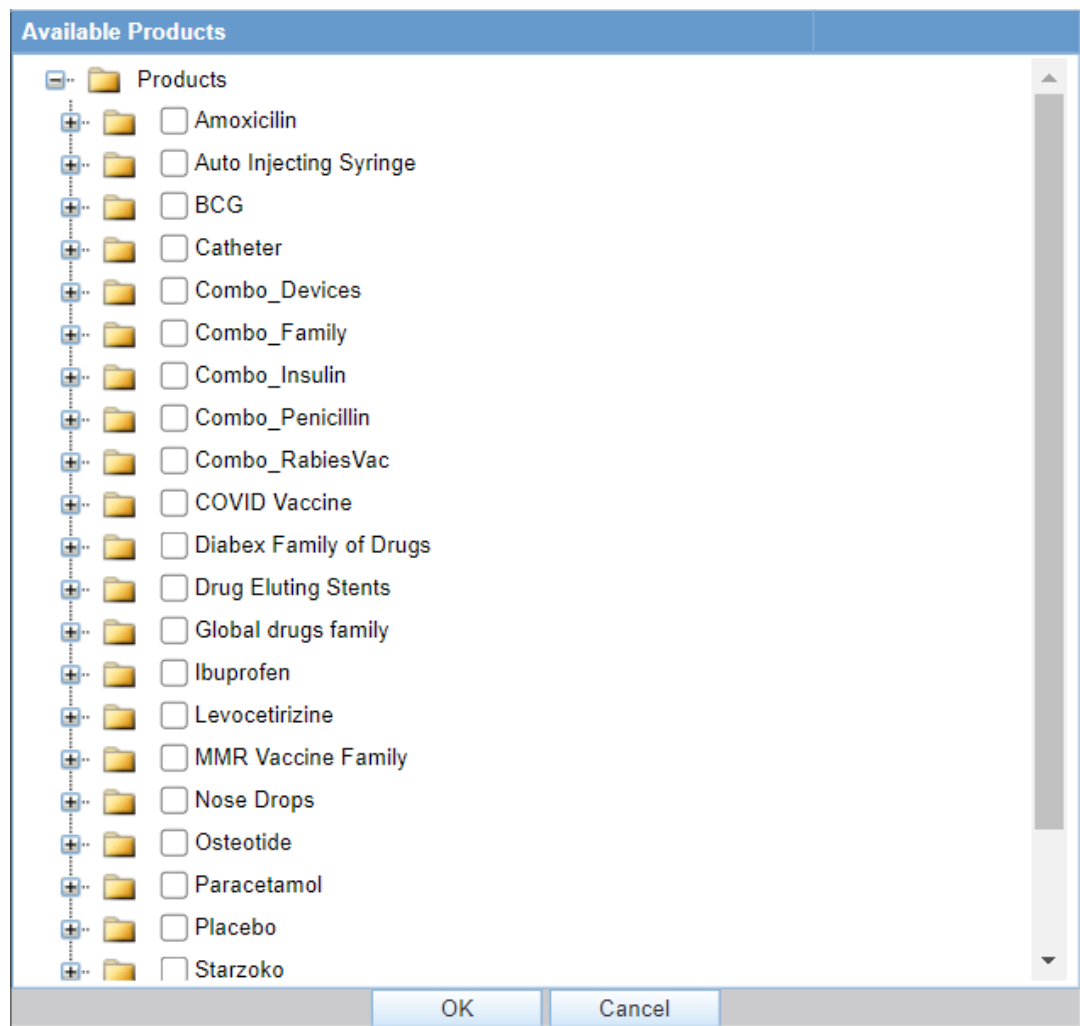 Available Products
Products
Amoxicilin
Auto Injecting Syringe
BCG
Catheter
Combo_Devices
Combo_Family
Combo_Insulin
Combo_Penicillin
Combo_RabiesVac
COVID Vaccine
Diabex Family of Drugs
Drug Eluting Stents
Global drugs family
Ibuprofen
Levocetirizine
MMR Vaccine Family
Nose Drops
Osteotide
Paracetamol
Placebo
Starzoko
OK Cancel